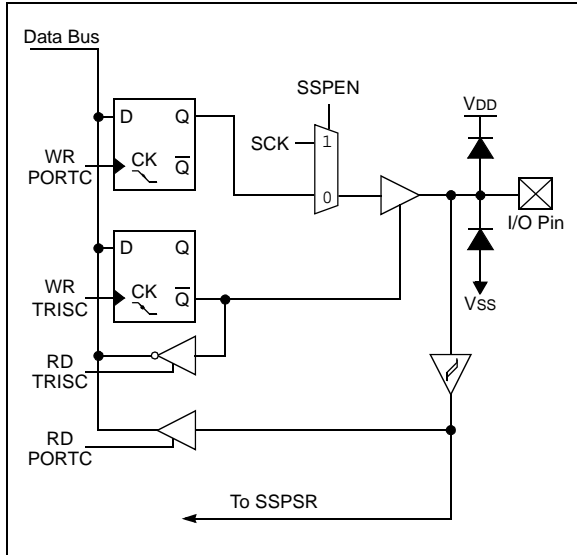 Data Bus
SSPEN
VDD
D
Q
SCK
1
WR
PORTC
CK
Q
0
I/O Pin
D
Q
WR
TRISC
CK
Q
VSS
RD
TRISC
RD
PORTC
To SSPSR